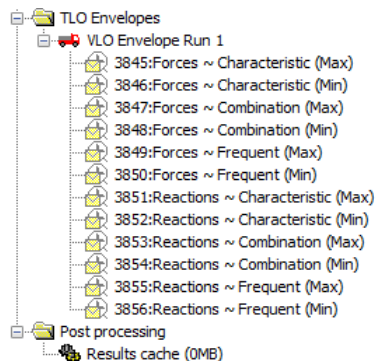 TLO Envelopes
VLO Envelope Run 1
3845:Forces ~ Characteristic (Max)
3846:Forces ~ Characteristic (Min)
3847:Forces ~ Combination (Max)
3848:Forces ~ Combination (Min)
3849:Forces ~ Frequent (Max)
3850:Forces ~ Frequent (Min)
3851:Reactions ~ Characteristic (Max)
3852:Reactions ~ Characteristic (Min)
3853:Reactions ~ Combination (Max)
3854:Reactions ~ Combination (Min)
3855:Reactions ~ Frequent (Max)
3856:Reactions ~ Frequent (Min)
Post processing
Results cache (0MB)